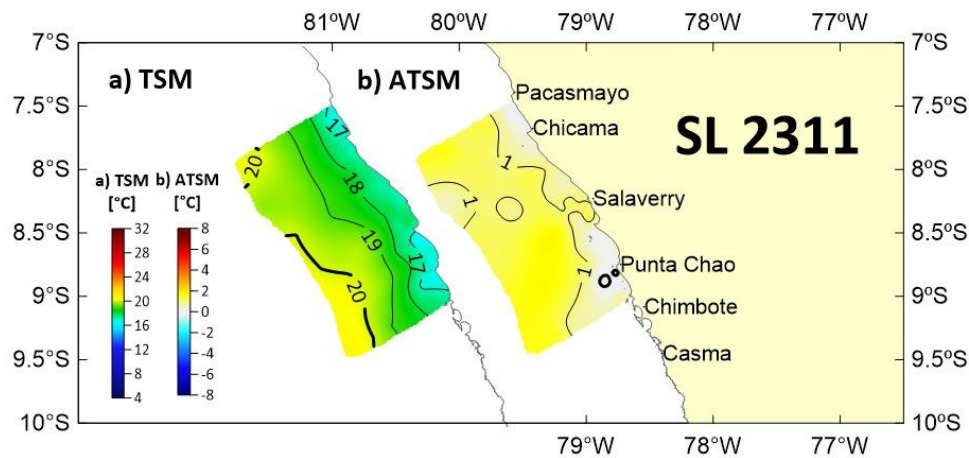 81ºW 80ºW 79ºW 78ºW 77ºW
7ºS 7ºS
a) TSM b) ATSM
Pacasmayo
7.5ºS 17 Chicama SL 2311 7.5ºS
20 1
8ºS 18 8ºS
a) TSM b) ATSM 1 Salaverry
[°C] [°C]
32 8
8.5ºS 28 6 19 8.5ºS
24 4 17 1 Punta Chao
20 2 20
9ºS 16 0 Chimbote 9ºS
12 -2
-4 Casma
9.5ºS 8 -6 9.5ºS
4 -8
10ºS 10ºS
79ºW 78ºW 77ºW